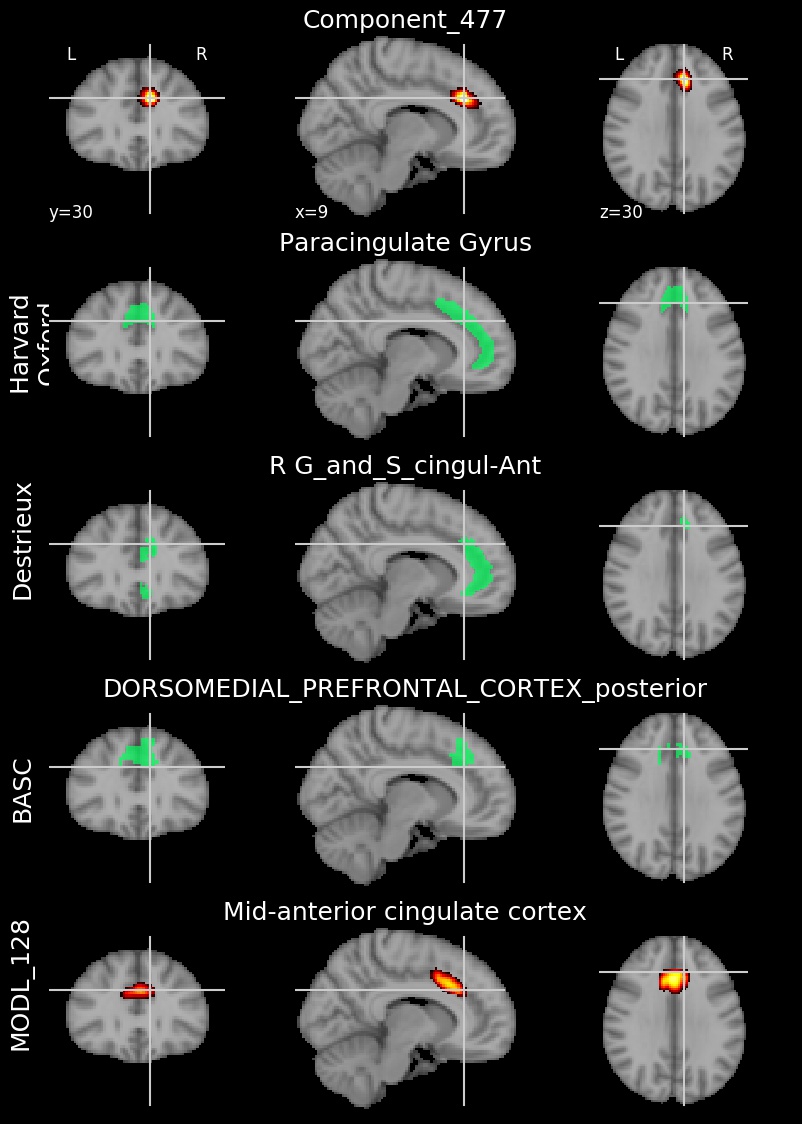 Component_477
L R L R
y=30 x=9 z=30
Paracingulate Gyrus
Harvard
R G_and_S_cingul-Ant
Destrieux
DORSOMEDIAL_PREFRONTAL_CORTEX_posterior
BASC
Mid-anterior cingulate cortex
MODL_128